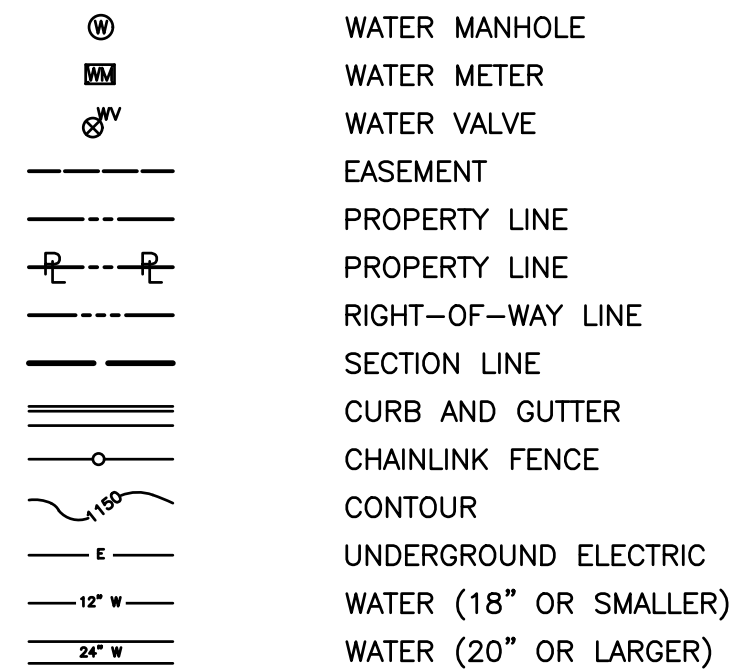 W WATER MANHOLE
WM WATER METER
WV WATER VALVE
EASEMENT
PROPERTY LINE
PL PL PROPERTY LINE
RIGHT-OF-WAY LINE
SECTION LINE
CURB AND GUTTER
CHAINLINK FENCE
1150 CONTOUR
E UNDERGROUND ELECTRIC
12" W WATER (18" OR SMALLER)
24" W WATER (20" OR LARGER)